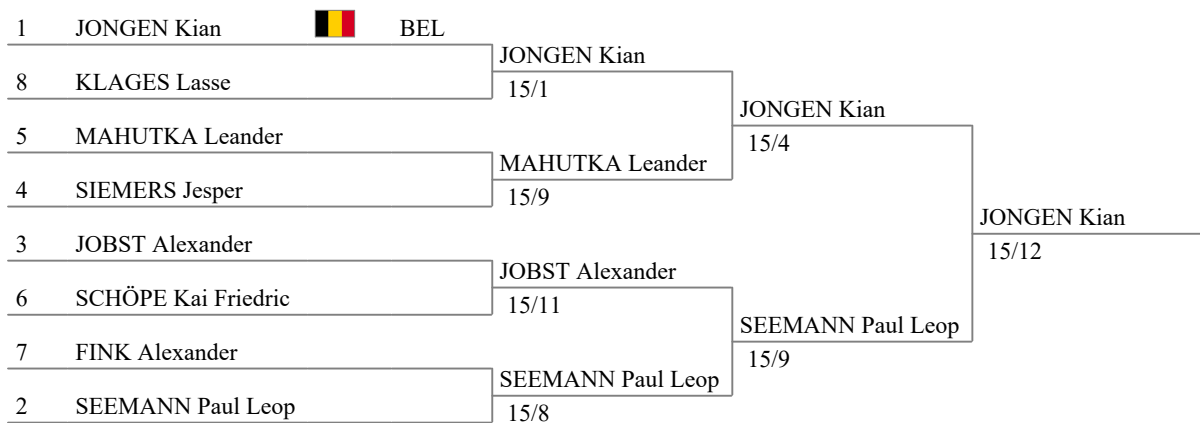 1 JONGEN Kian BEL
8 KLAGES Lasse
5 MAHUTKA Leander
4 SIEMERS Jesper
3 JOBST Alexander
6 SCHÖPE Kai Friedric
7 FINK Alexander
2 SEEMANN Paul Leop
JONGEN Kian
15/1
MAHUTKA Leander
15/9
JOBST Alexander
15/11
SEEMANN Paul Leop
15/8
JONGEN Kian
15/4
SEEMANN Paul Leop
15/9
JONGEN Kian
15/12